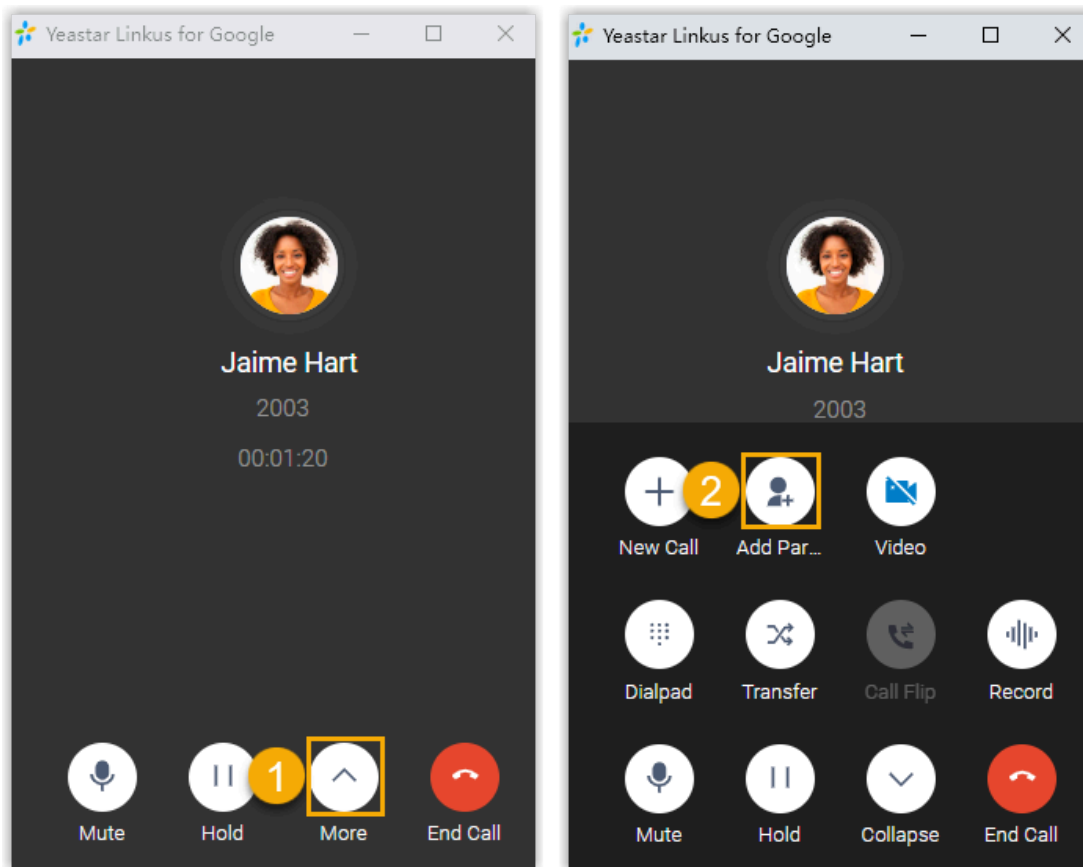 Yeastar Linkus for Google
Jaime Hart
2003
00:01:20
1
Mute
Hold
More
End Call
Yeastar Linkus for Google
Jaime Hart
2003
2
New Call
Add Par...
Video
Dialpad
Transfer
Call Flip
Record
Mute
Hold
Collapse
End Call